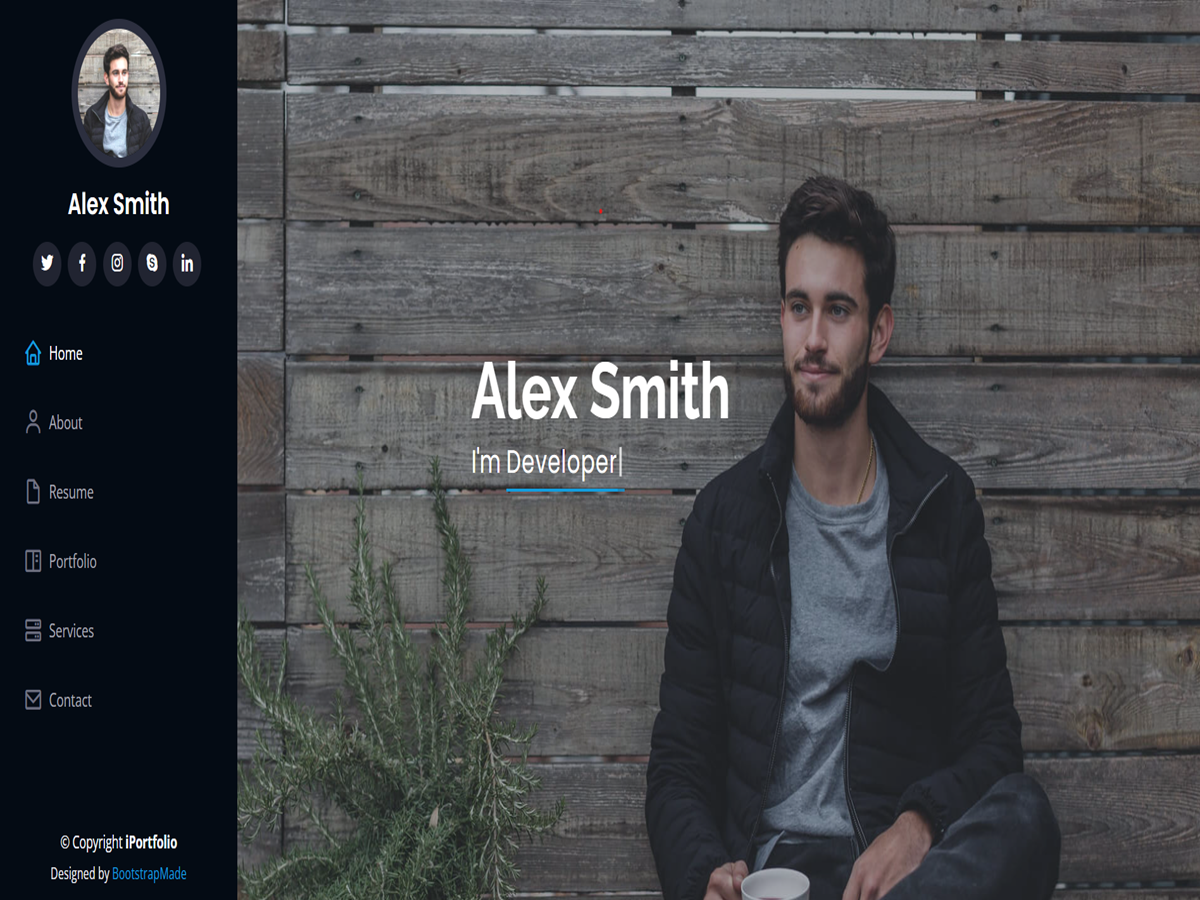 Alex Smith
Home
About
Resume
Portfolio
Services
Contact
© Copyright iPortfolio
Designed by BootstrapMade
Alex Smith
I'm Developer|